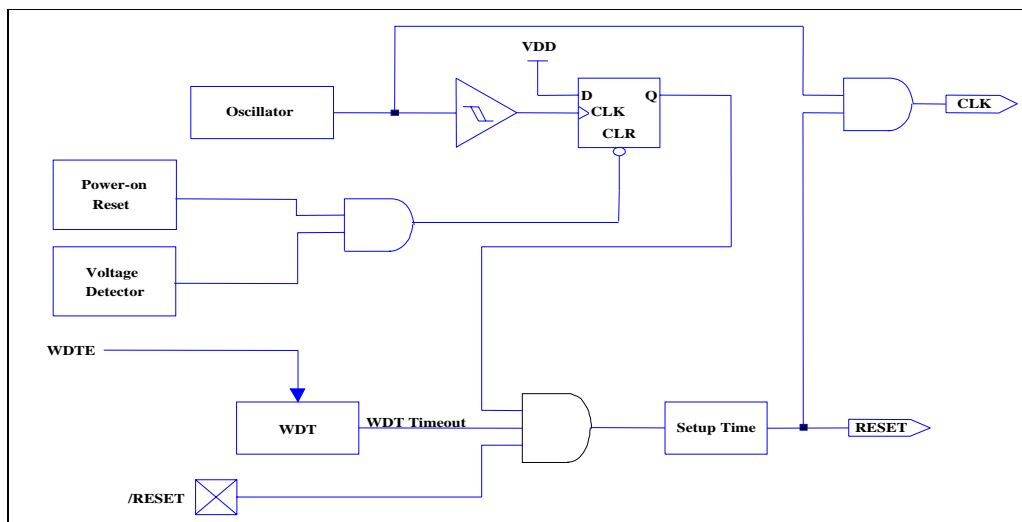 VDD
Oscillator
D
Q
CLK
CLR
CLK
Power-on
Reset
Voltage
Detector
WDTE
WDT
WDT Timeout
Setup Time
RESET
/RESET